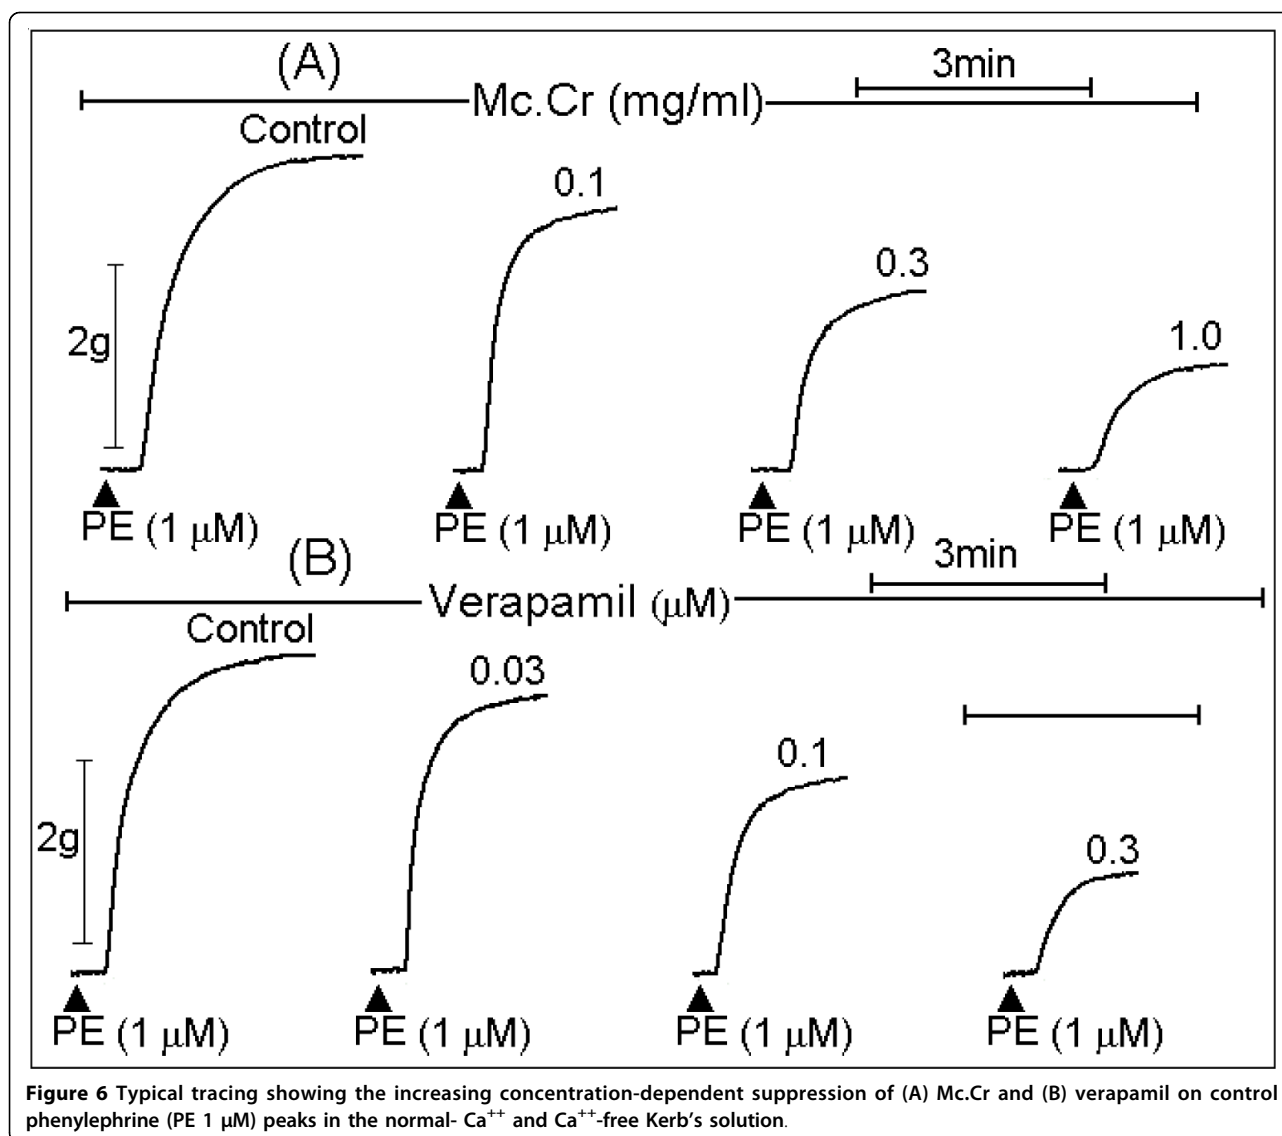 (A)
3min
Mc.Cr (mg/ml)
Control
0.1
0.3
1.0
2g
PE (1 μM) PE (1 μM) PE (1 μM) PE (1 μM)
(B)
3min
Verapamil (μM)
Control
0.03
0.1
0.3
2g
PE (1 μM) PE (1 μM) PE (1 μM) PE (1 μM)
Figure 6 Typical tracing showing the increasing concentration-dependent suppression of (A) Mc.Cr and (B) verapamil on control
phenylephrine (PE 1 μM) peaks in the normal- Ca⁺⁺ and Ca⁺⁺-free Kerb's solution.